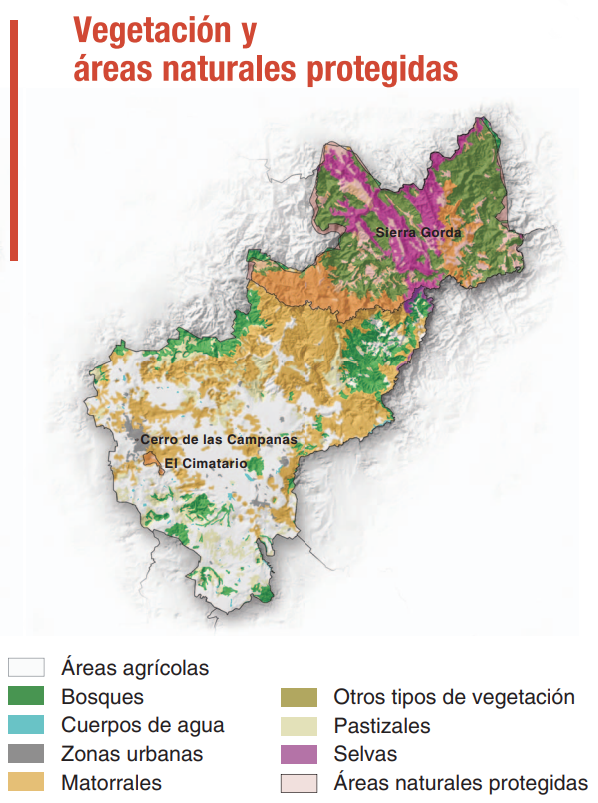 Vegetación y
áreas naturales protegidas
Sierra Gorda
Cerro de las Campanas
El Cimatario
Áreas agrícolas
Bosques
Cuerpos de agua
Zonas urbanas
Matorrales
Otros tipos de vegetación
Pastizales
Selvas
Áreas naturales protegidas